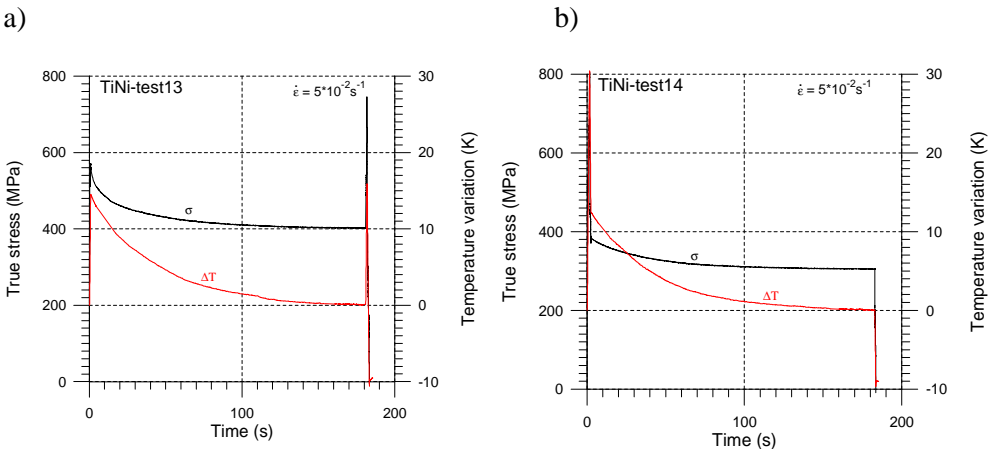 a)
b)
TiNi-test13
ε̇ = 5*10⁻²s⁻¹
800
600
400
200
0
30
20
10
0
-10
σ
ΔT
0
100
200
Time (s)
True stress (MPa)
Temperature variation (K)
TiNi-test14
ε̇ = 5*10⁻²s⁻¹
800
600
400
200
0
30
20
10
0
-10
σ
ΔT
0
100
200
Time (s)
True stress (MPa)
Temperature variation (K)